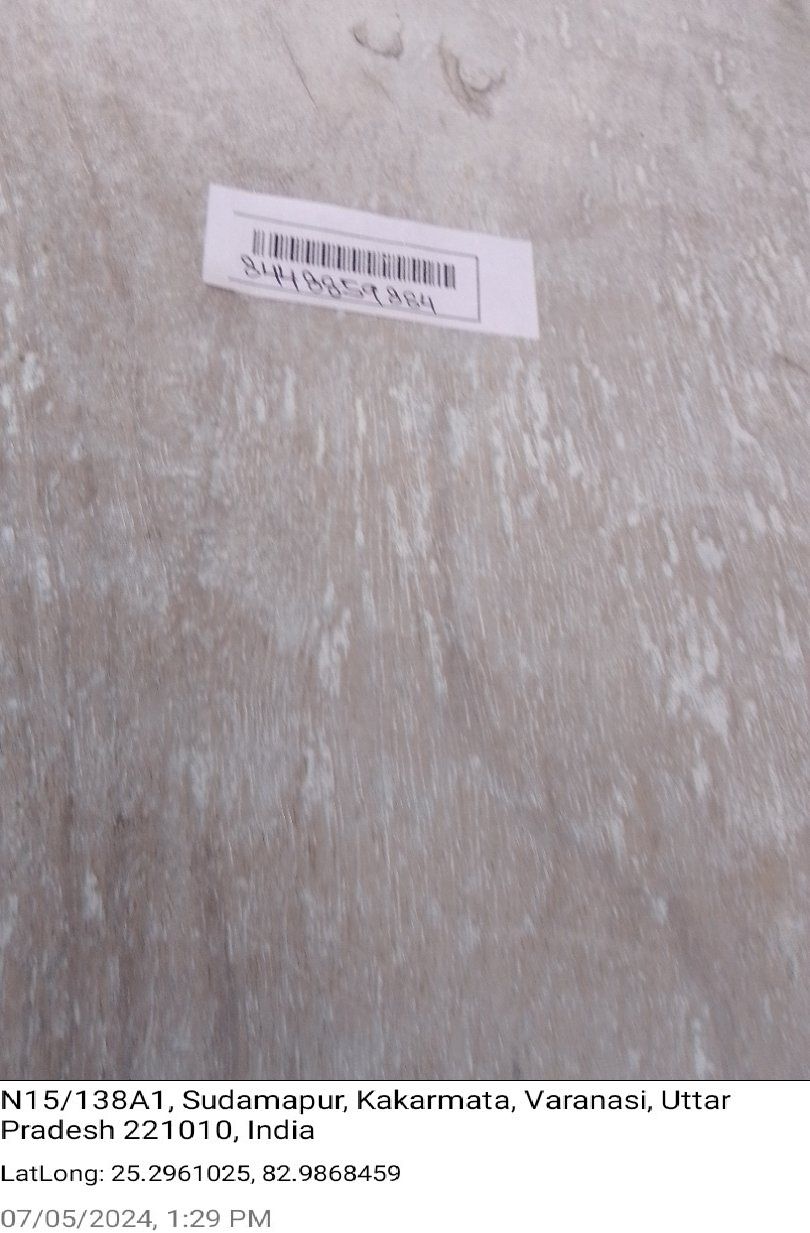 8448859884
N15/138A1, Sudamapur, Kakarmata, Varanasi, Uttar
Pradesh 221010, India
LatLong: 25.2961025, 82.9868459
07/05/2024, 1:29 PM